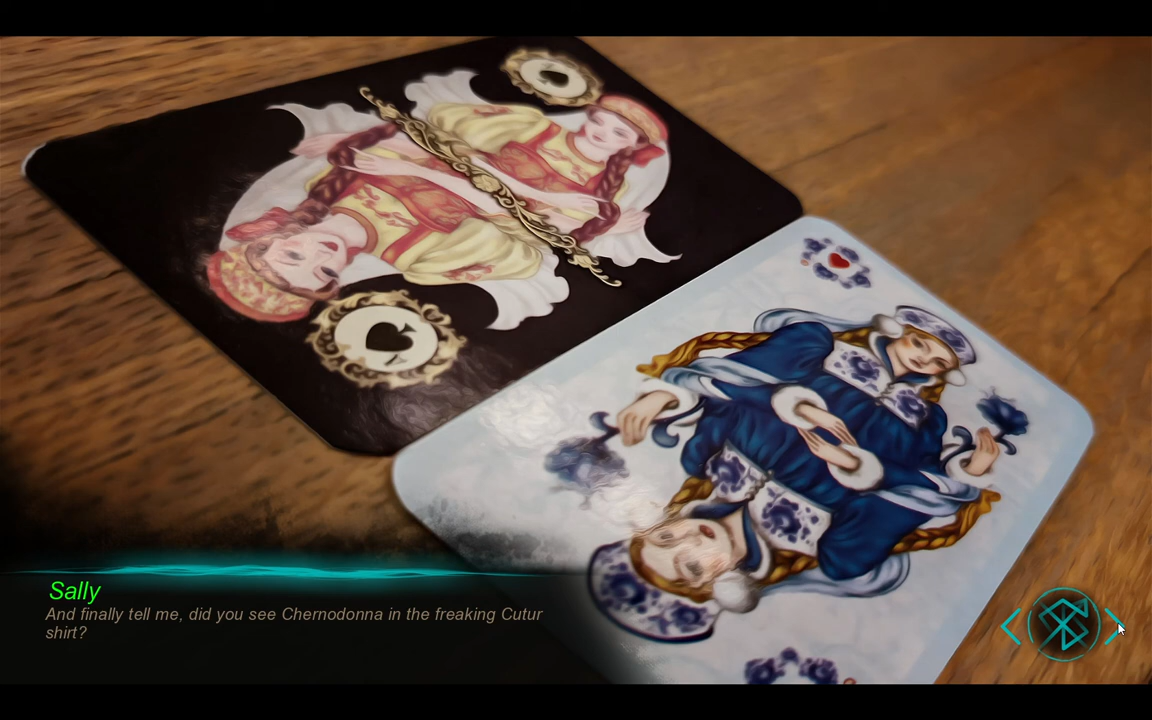 Sally
And finally tell me, did you see Chernodonna in the freaking Cutur
shirt?